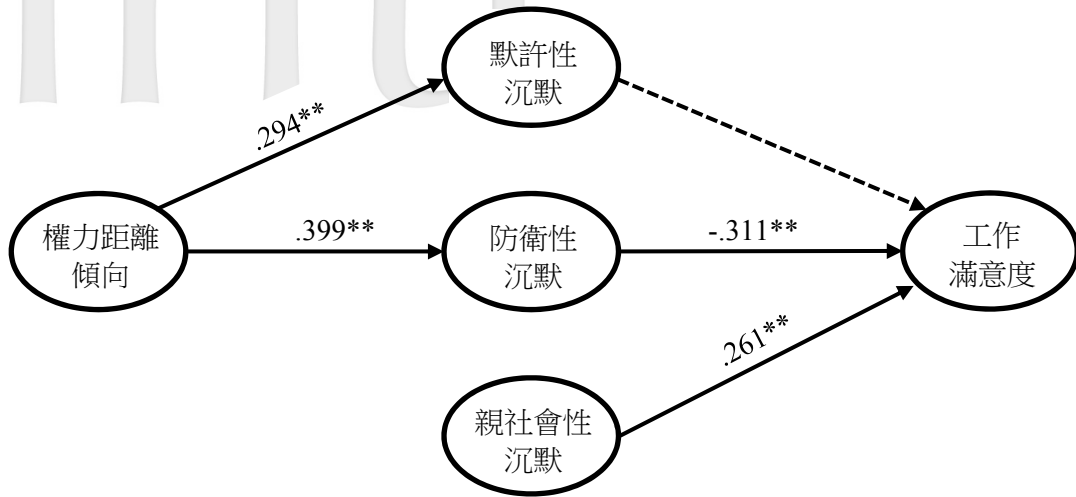 默許性
沉默
.294**
權力距離
傾向
.399**
防衛性
沉默
-.311**
工作
滿意度
.261**
親社會性
沉默